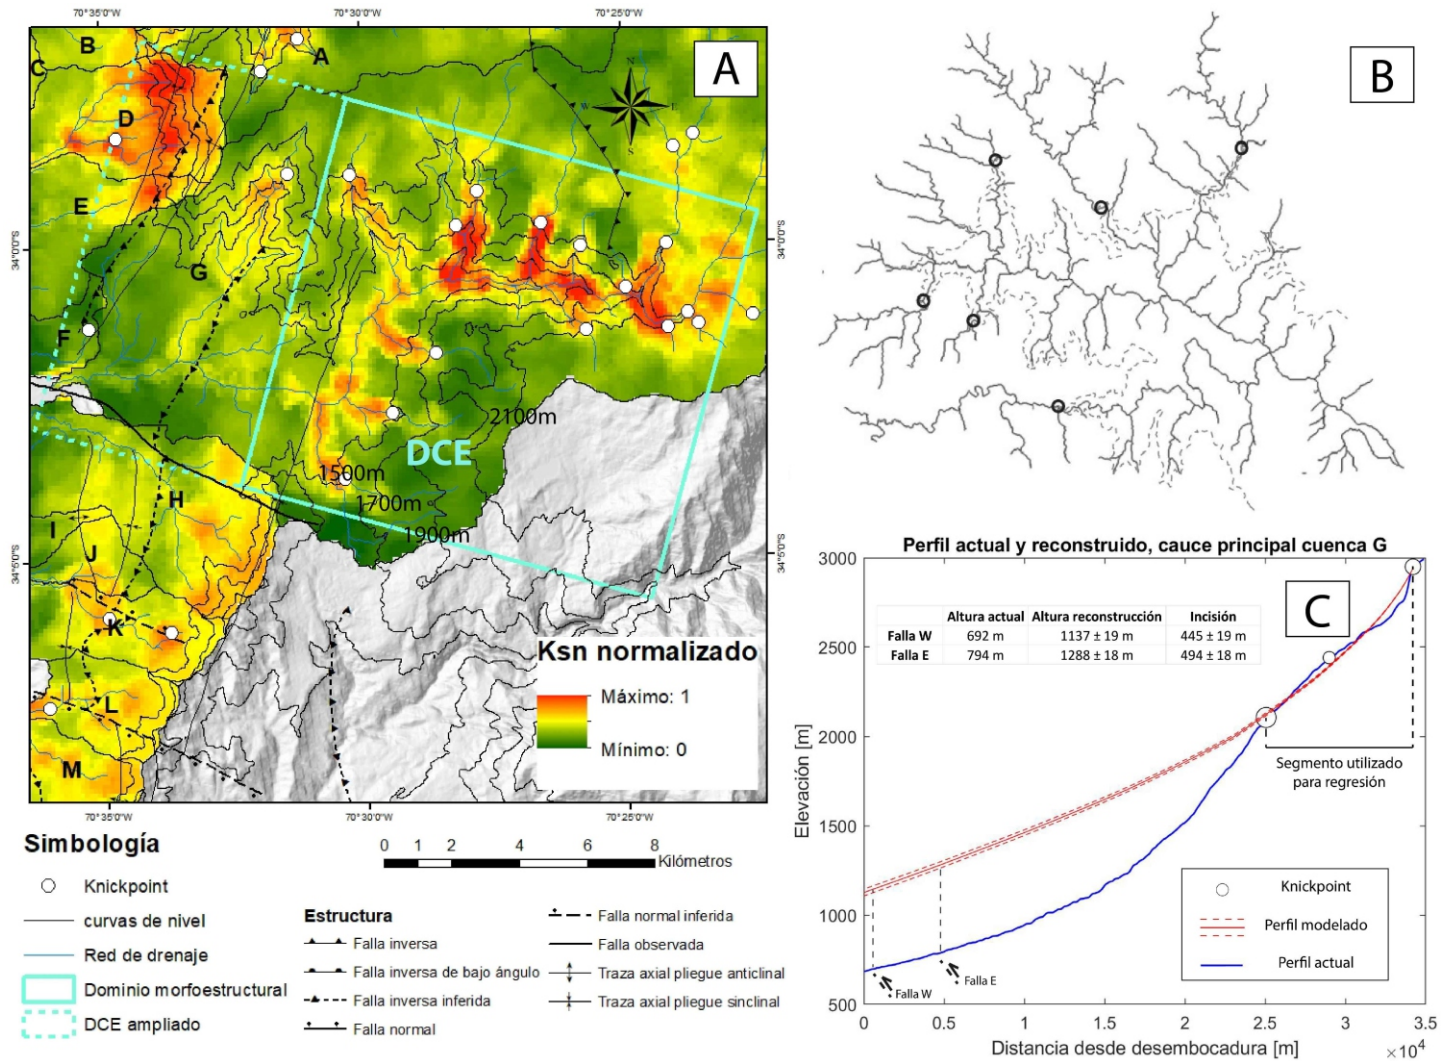 70°35'0"W
70°30'0"W
70°25'0"W
A
B
C
D
E
F
G
H
I
J
K
L
M
A
N
W
E
S
34°0'0"S
34°0'0"S
34°5'0"S
34°5'0"S
DCE
2100m
1500m
1700m
1900m
Ksn normalizado
Máximo: 1
Mínimo: 0
70°35'0"W
70°30'0"W
70°25'0"W
Simbología
Knickpoint
curvas de nivel
Red de drenaje
Dominio morfoestructural
DCE ampliado
0 1 2 4 6 8
Kilómetros
Estructura
Falla inversa
Falla inversa de bajo ángulo
Falla inversa inferida
Falla normal
Falla normal inferida
Falla observada
Traza axial pliegue anticlinal
Traza axial pliegue sinclinal
B
Perfil actual y reconstruido, cauce principal cuenca G
C
Altura actual Altura reconstrucción Incisión
Falla W 692 m 1137 ± 19 m 445 ± 19 m
Falla E 794 m 1288 ± 18 m 494 ± 18 m
Elevación [m]
3000
2500
2000
1500
1000
500
Segmento utilizado
para regresión
Knickpoint
Perfil modelado
Perfil actual
Falla W
Falla E
0 0.5 1 1.5 2 2.5 3 3.5
Distancia desde desembocadura [m]
×10⁴